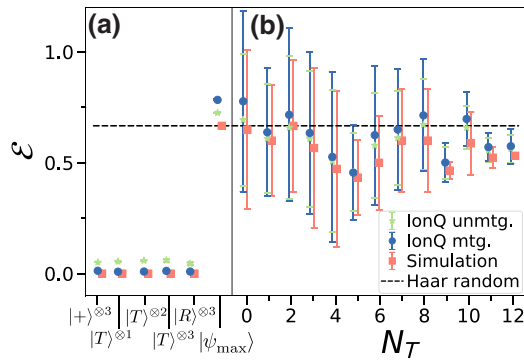 (a)
(b)
1.0
0.5
0.0
ℰ
IonQ unmtg.
IonQ mtg.
Simulation
Haar random
|+⟩⊗3
|T⟩⊗1
|T⟩⊗2
|T⟩⊗3
|R⟩⊗3
|ψmax⟩
0 2 4 6 8 10 12
N_T